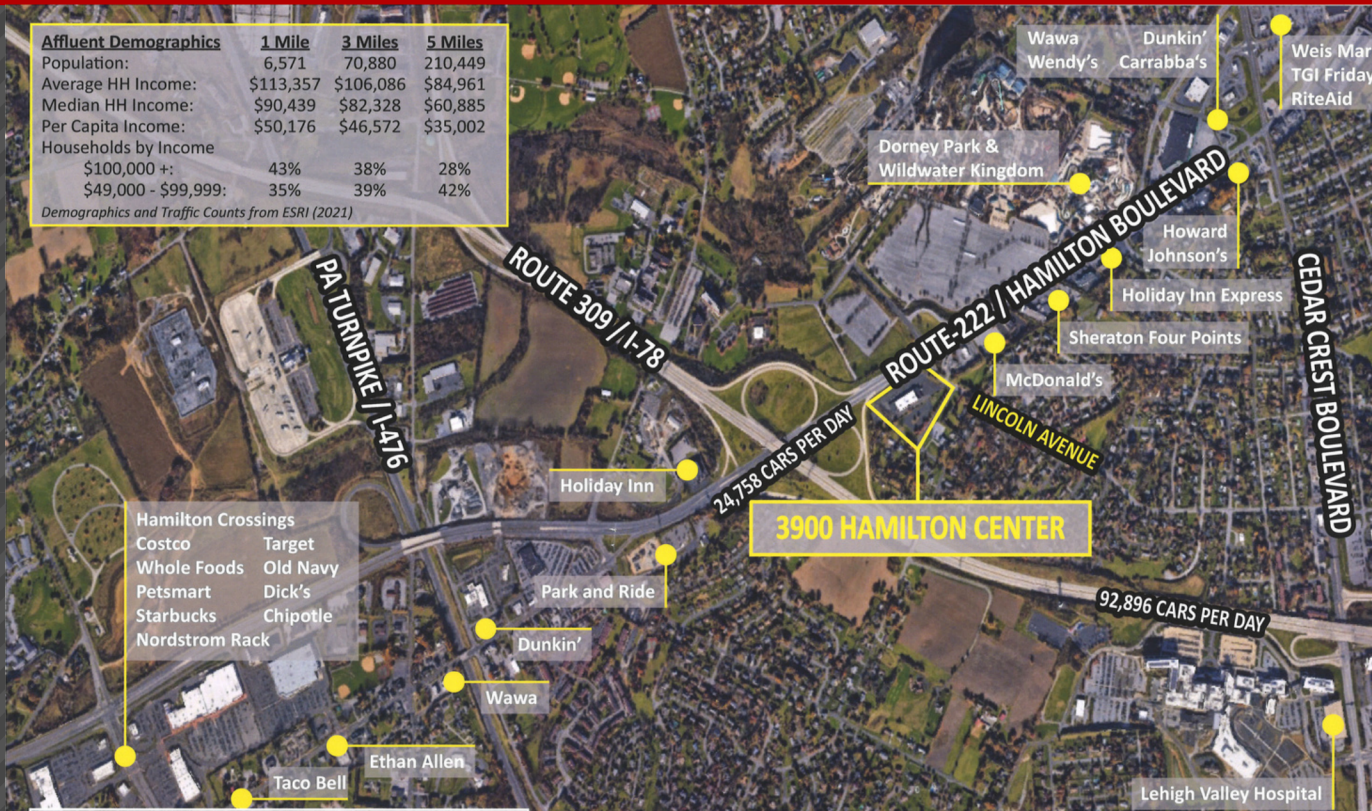 Affluent Demographics 1 Mile 3 Miles 5 Miles
Population: 6,571 70,880 210,449
Average HH Income: $113,357 $106,086 $84,961
Median HH Income: $90,439 $82,328 $60,885
Per Capita Income: $50,176 $46,572 $35,002
Households by Income
$100,000 +: 43% 38% 28%
$49,000 - $99,999: 35% 39% 42%
Demographics and Traffic Counts from ESRI (2021)
Wawa Dunkin'
Wendy's Carrabba's
Weis Mar
TGI Friday
RiteAid
Dorney Park &
Wildwater Kingdom
Howard
Johnson's
Holiday Inn Express
Sheraton Four Points
McDonald's
ROUTE-222 / HAMILTON BOULEVARD
CEDAR CREST BOULEVARD
ROUTE 309 / I-78
PA TURNPIKE / I-476
LINCOLN AVENUE
24,758 CARS PER DAY
Holiday Inn
3900 HAMILTON CENTER
Hamilton Crossings
Costco Target
Whole Foods Old Navy
Petsmart Dick's
Starbucks Chipotle
Nordstrom Rack
Park and Ride
92,896 CARS PER DAY
Dunkin'
Wawa
Ethan Allen
Taco Bell
Lehigh Valley Hospital